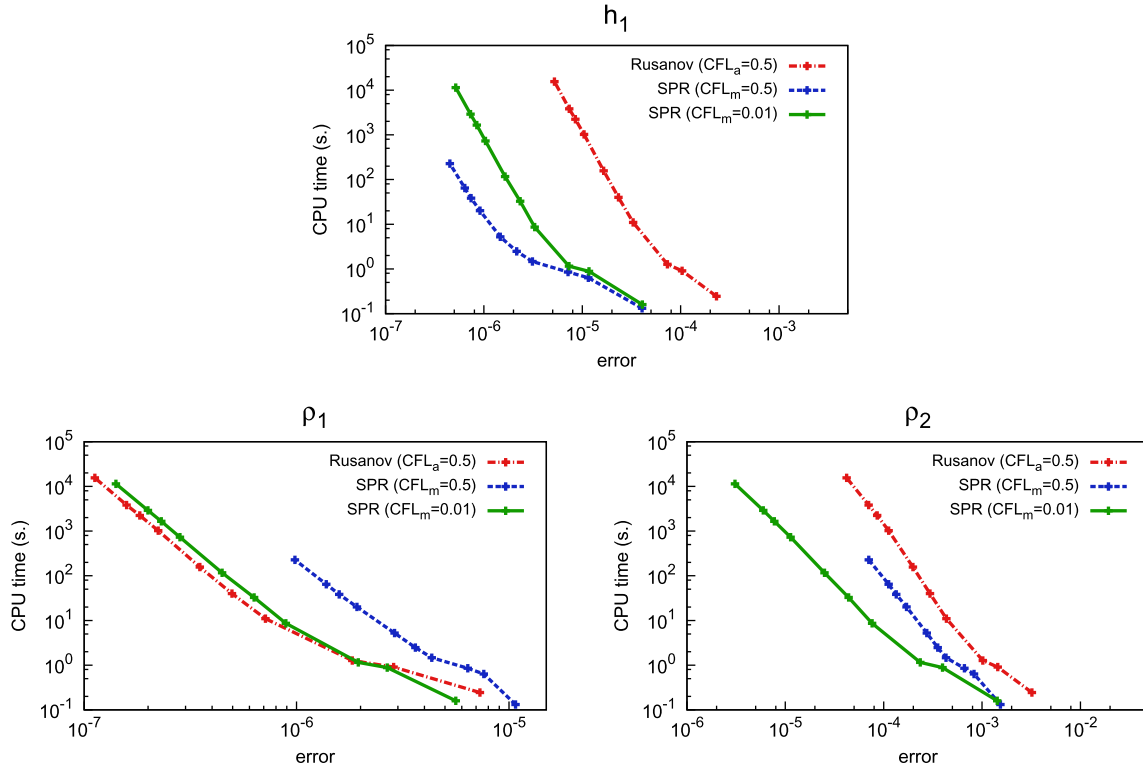 h1
10^5
10^4
10^3
10^2
10^1
10^0
10^-1
CPU time (s.)
Rusanov (CFLa=0.5)
SPR (CFLm=0.5)
SPR (CFLm=0.01)
10^-7 10^-6 10^-5 10^-4 10^-3
error
ρ1
10^5
10^4
10^3
10^2
10^1
10^0
10^-1
CPU time (s.)
Rusanov (CFLa=0.5)
SPR (CFLm=0.5)
SPR (CFLm=0.01)
10^-7 10^-6 10^-5
error
ρ2
10^5
10^4
10^3
10^2
10^1
10^0
10^-1
CPU time (s.)
Rusanov (CFLa=0.5)
SPR (CFLm=0.5)
SPR (CFLm=0.01)
10^-6 10^-5 10^-4 10^-3 10^-2
error